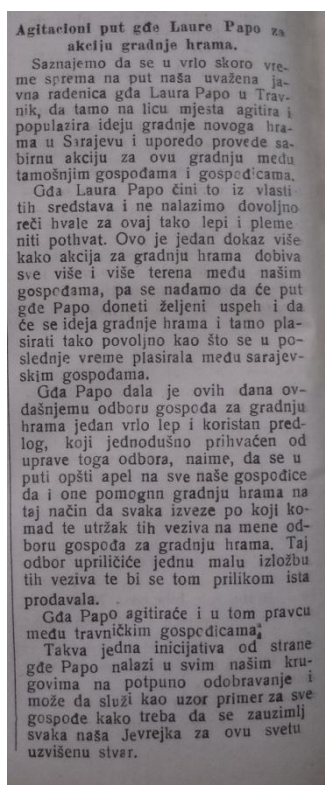 Agitacioni put gđe Laure Papo za
akciju gradnje hrama.
Saznajemo da se u vrlo skoro vre-
me sprema na put naša uvažena ja-
vna radenica gđa Laura Papo u Trav-
nik, da tamo na licu mjesta agitira i
populazira ideju gradnje novoga hra-
ma u Sarajevu i uporedo provede sa-
birnu akciju za ovu gradnju među
tamošnjim gospođama i gospođicama.
Gđa Laura Papo čini to iz vlasti
tih sredstava i ne nalazimo dovoljno
reči hvale za ovaj tako lepi i pleme
niti pothvat. Ovo je jedan dokaz više
kako akcija za gradnju hrama dobiva
sve više i više terena među našim
gospođama, pa se nadamo da će put
gđe Papo doneti željeni uspeh i da
će se ideja gradnje hrama i tamo pla-
sirati tako povoljno kao što se u po-
slednje vreme plasirala među sarajev-
skim gospođama.
Gđa Papo dala je ovih dana ov-
dašnjemu odboru gospođa za gradnju
hrama jedan vrlo lep i koristan pred-
log, koji jednodušno prihvaćen od
uprave toga odbora, naime, da se u
puti opšti apel na sve naše gospođice
da i one pomognn gradnju hrama na
taj način da svaka izveze po koji ko-
mad te utržak tih veziva na mene od-
boru gospođa za gradnju hrama. Taj
odbor upriličiće jednu malu izložbu
tih veziva te bi se tom prilikom ista
prodavala.
Gđa Papo agitiraće i u tom pravcu
među travničkim gospođicama;
Takva jedna inicijativa od strane
gđe Papo nalazi u svim našim kru-
govima na potpuno odobravanje i
može da služi kao uzor primer za sve
gospođe kako treba da se zauzimlj
svaka naša Jevrejka za ovu svetu
uzvišenu stvar.